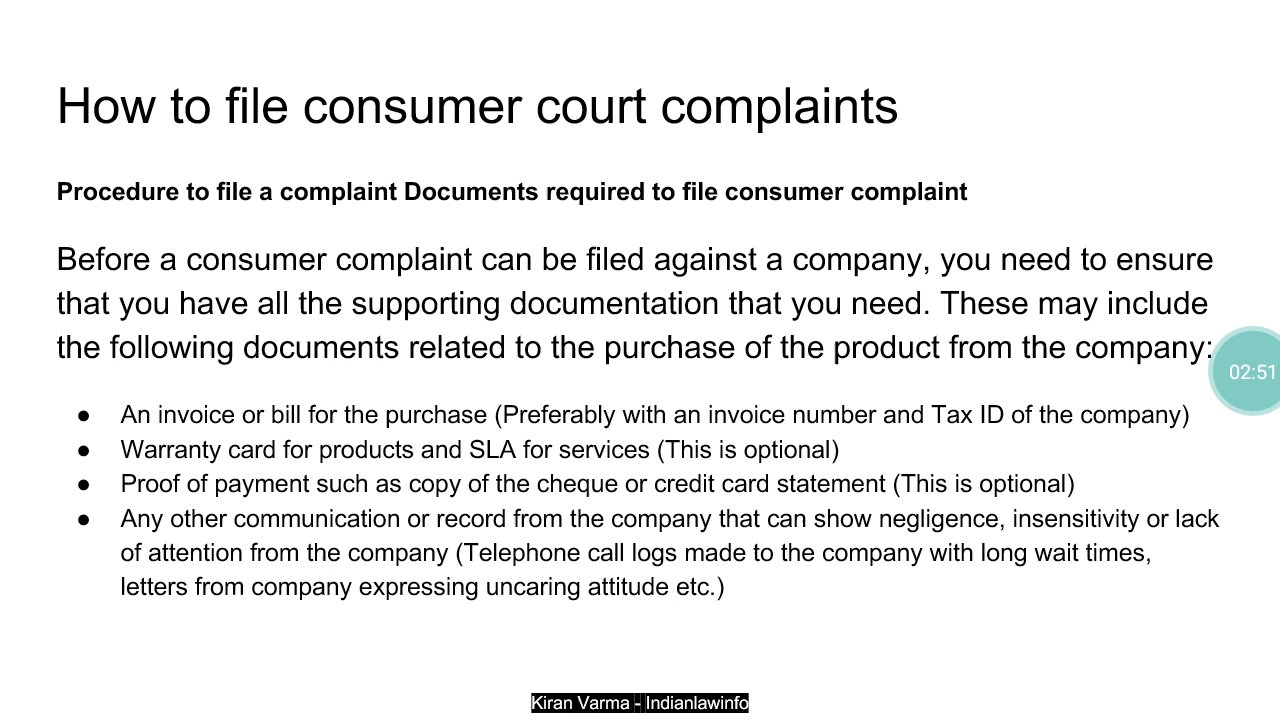 How to file consumer court complaints
Procedure to file a complaint Documents required to file consumer complaint
Before a consumer complaint can be filed against a company, you need to ensure
that you have all the supporting documentation that you need. These may include
the following documents related to the purchase of the product from the company:
02:51
● An invoice or bill for the purchase (Preferably with an invoice number and Tax ID of the company)
● Warranty card for products and SLA for services (This is optional)
● Proof of payment such as copy of the cheque or credit card statement (This is optional)
● Any other communication or record from the company that can show negligence, insensitivity or lack
of attention from the company (Telephone call logs made to the company with long wait times,
letters from company expressing uncaring attitude etc.)
Kiran Varma - Indianlawinfo